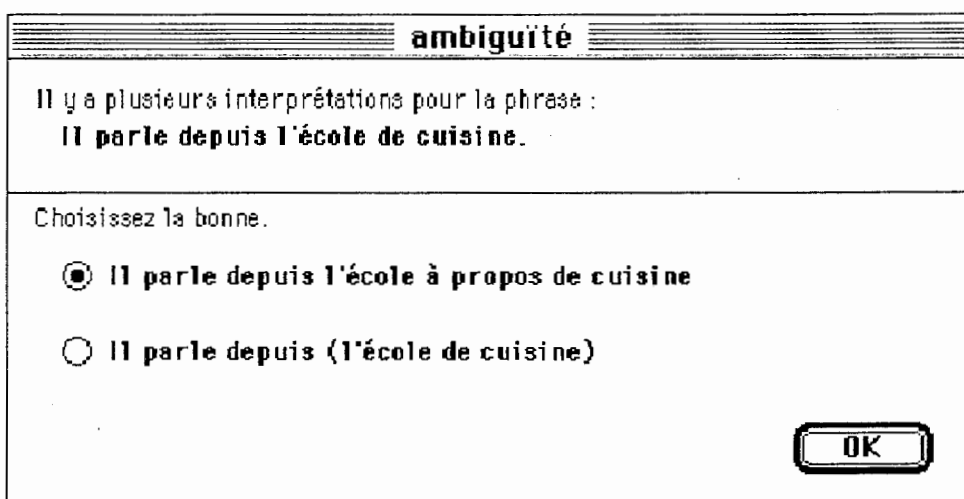 ambiguïté
Il y a plusieurs interprétations pour la phrase :
Il parle depuis l'école de cuisine.
Choisissez la bonne.
Il parle depuis l'école à propos de cuisine
Il parle depuis (l'école de cuisine)
OK